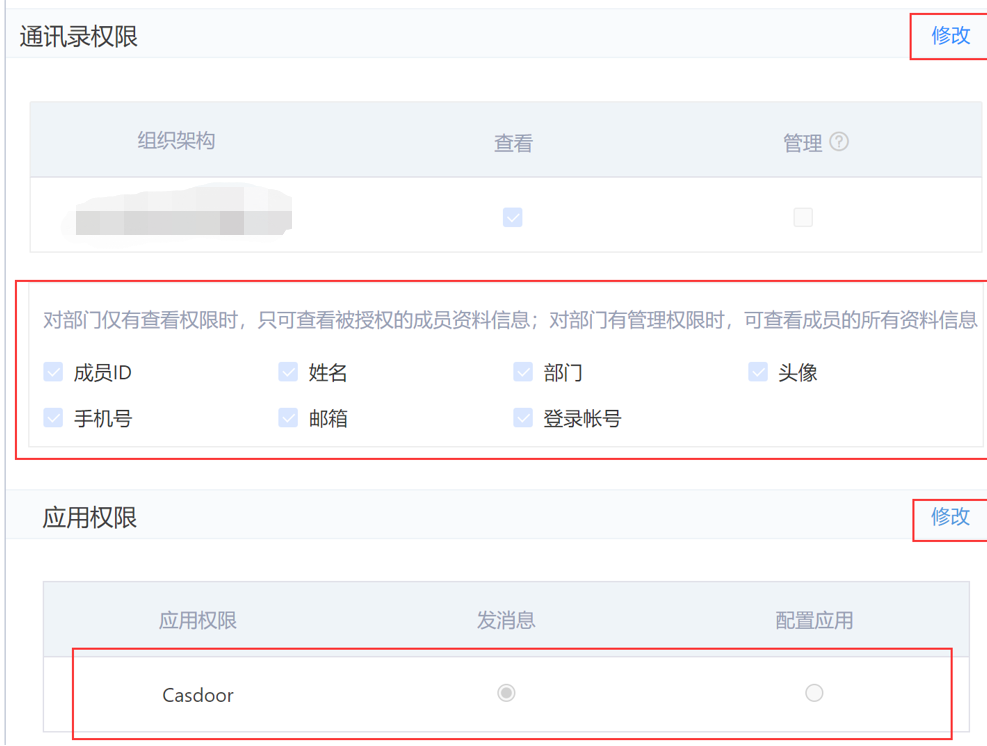 通讯录权限 修改
组织架构 查看 管理 ?
对部门仅有查看权限时，只可查看被授权的成员资料信息；对部门有管理权限时，可查看成员的所有资料信息
成员ID 姓名 部门 头像
手机号 邮箱 登录帐号
应用权限 修改
应用权限 发消息 配置应用
Casdoor